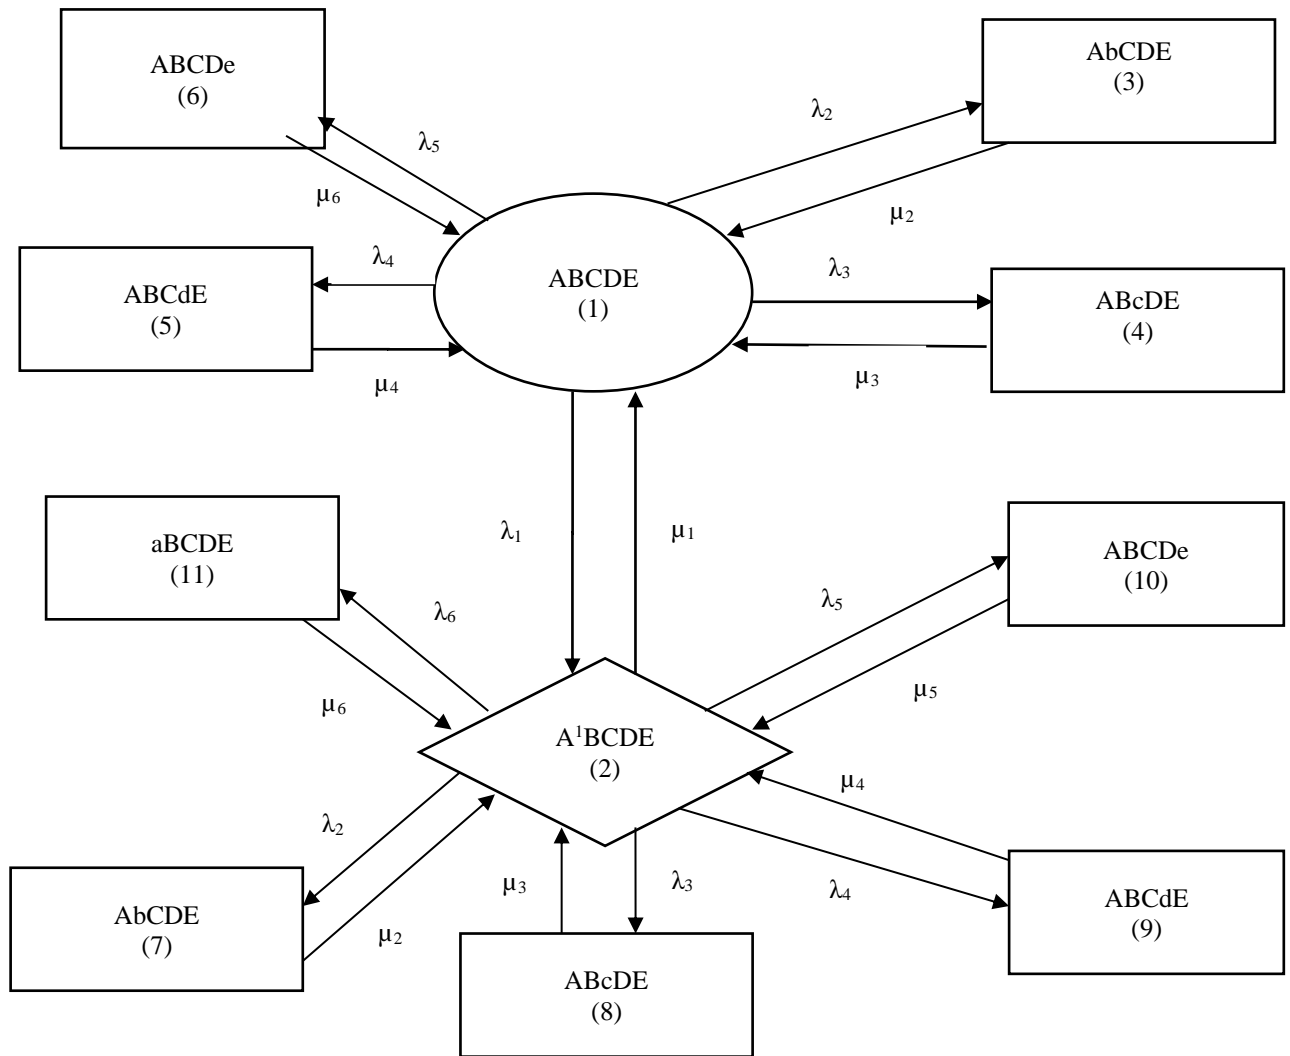 ABCDe
(6)
AbCDE
(3)
λ2
λ5
μ6
μ2
λ4
ABCDE
(1)
λ3
ABCdE
(5)
ABcDE
(4)
μ4
μ3
aBCDE
(11)
λ1
μ1
ABCDe
(10)
λ6
λ5
μ6
μ5
A¹BCDE
(2)
μ4
λ2
μ3
λ3
λ4
ABCdE
(9)
AbCDE
(7)
μ2
ABcDE
(8)